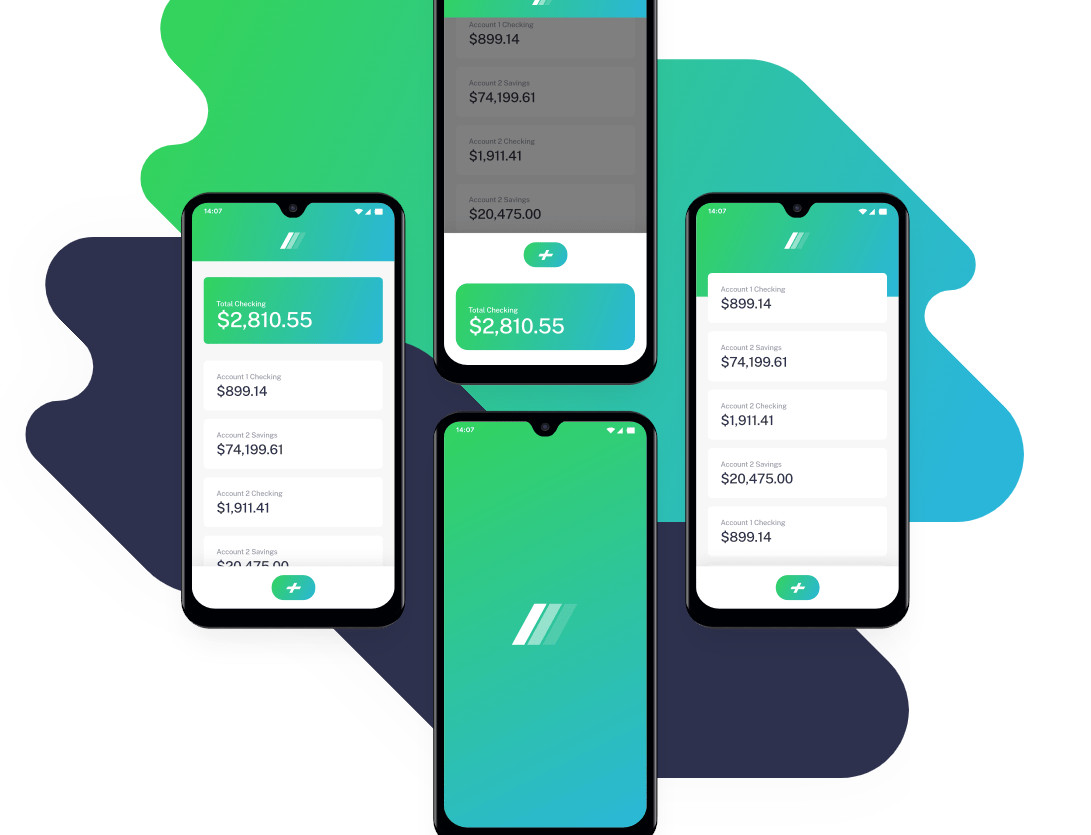 Account 1 Checking
$899.14
Account 2 Savings
$74,199.61
Account 2 Checking
$1,911.41
Account 2 Savings
$20,475.00
Total Checking
$2,810.55
14:07
Total Checking
$2,810.55
Account 1 Checking
$899.14
Account 2 Savings
$74,199.61
Account 2 Checking
$1,911.41
Account 2 Savings
$20,475.00
14:07
Account 1 Checking
$899.14
Account 2 Savings
$74,199.61
Account 2 Checking
$1,911.41
Account 2 Savings
$20,475.00
Account 1 Checking
$899.14
14:07